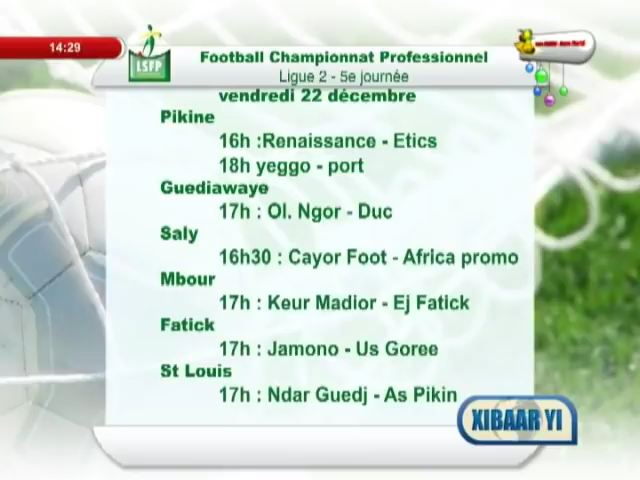 14:29
LSFP
Football Championnat Professionnel
Ligue 2 - 5e journée
vendredi 22 décembre
Pikine
16h :Renaissance - Etics
18h yeggo - port
Guediawaye
17h : Ol. Ngor - Duc
Saly
16h30 : Cayor Foot - Africa promo
Mbour
17h : Keur Madior - Ej Fatick
Fatick
17h : Jamono - Us Goree
St Louis
17h : Ndar Guedj - As Pikin
XIBAAR YI